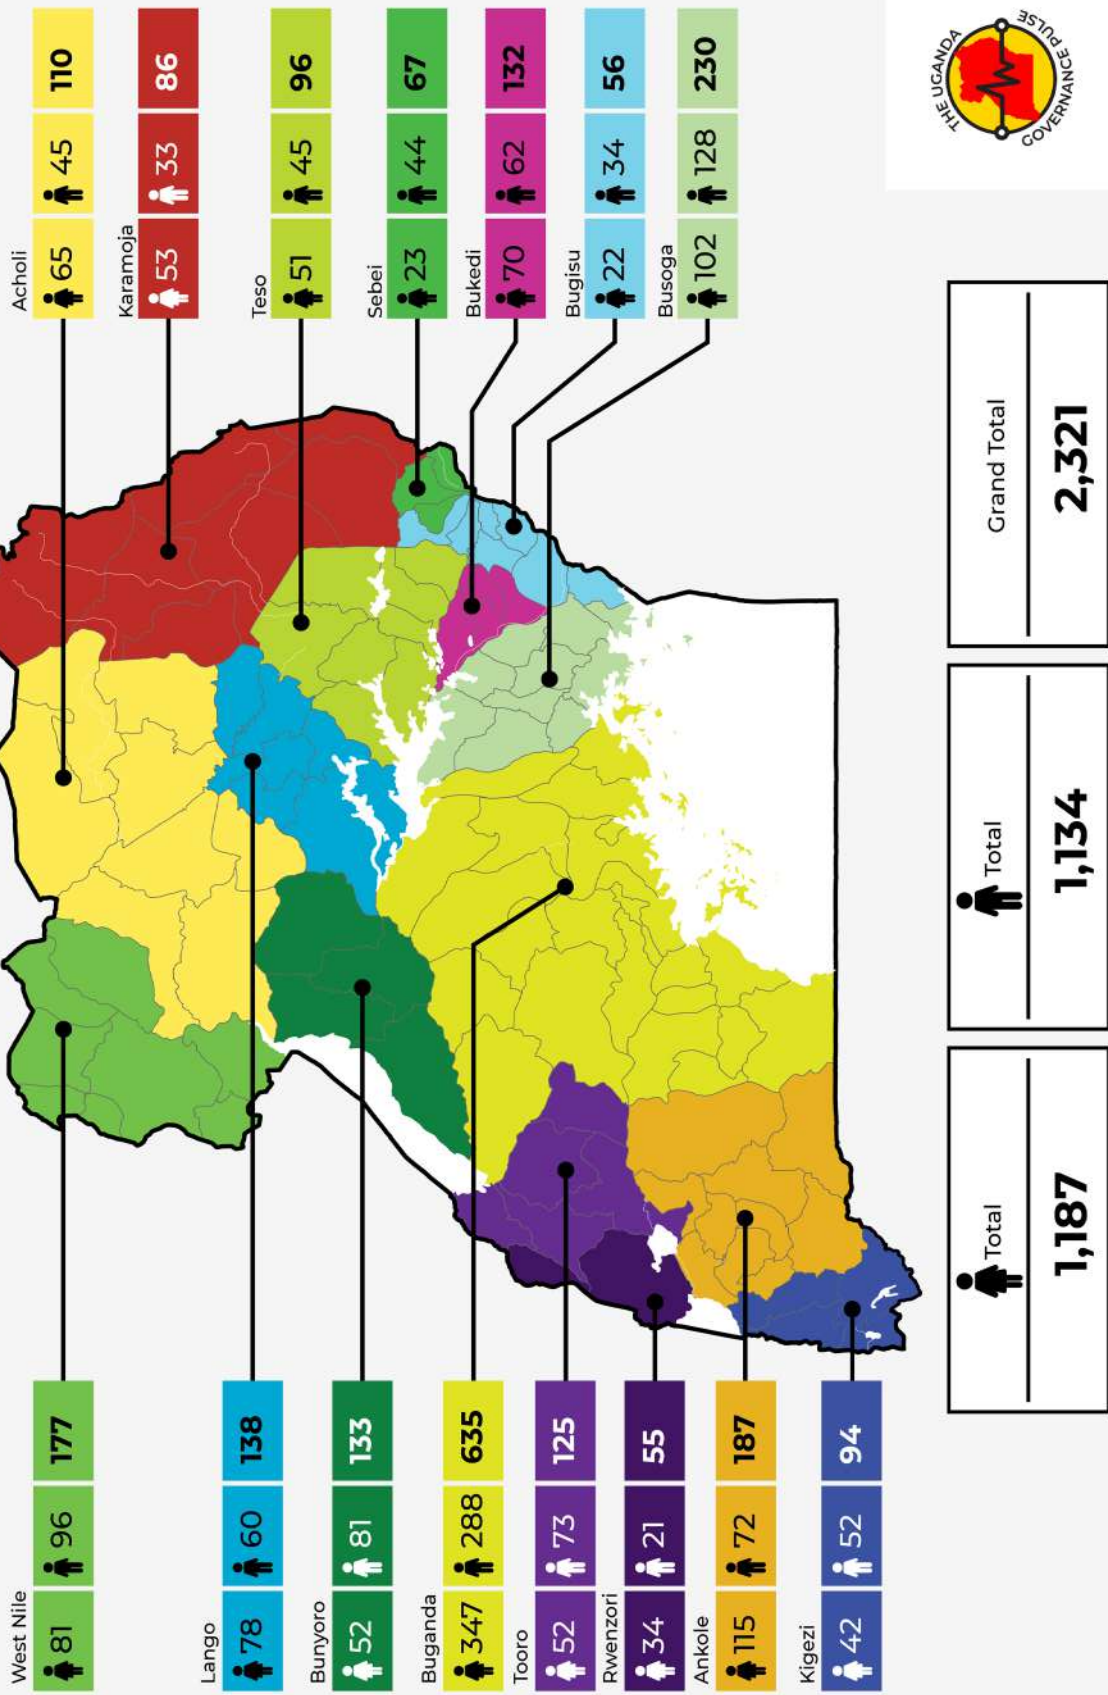 West Nile
81 96 177
Lango
78 60 138
Bunyoro
52 81 133
Buganda
347 288 635
Tooro
52 73 125
Rwenzori
34 21 55
Ankole
115 72 187
Kigezi
42 52 94
Acholi
65 45 110
Karamoja
53 33 86
Teso
51 45 96
Sebei
23 44 67
Bukedi
70 62 132
Bugisu
22 34 56
Busoga
102 128 230
Total
1,187
Total
1,134
Grand Total
2,321
THE UGANDA
GOVERNANCE PULSE